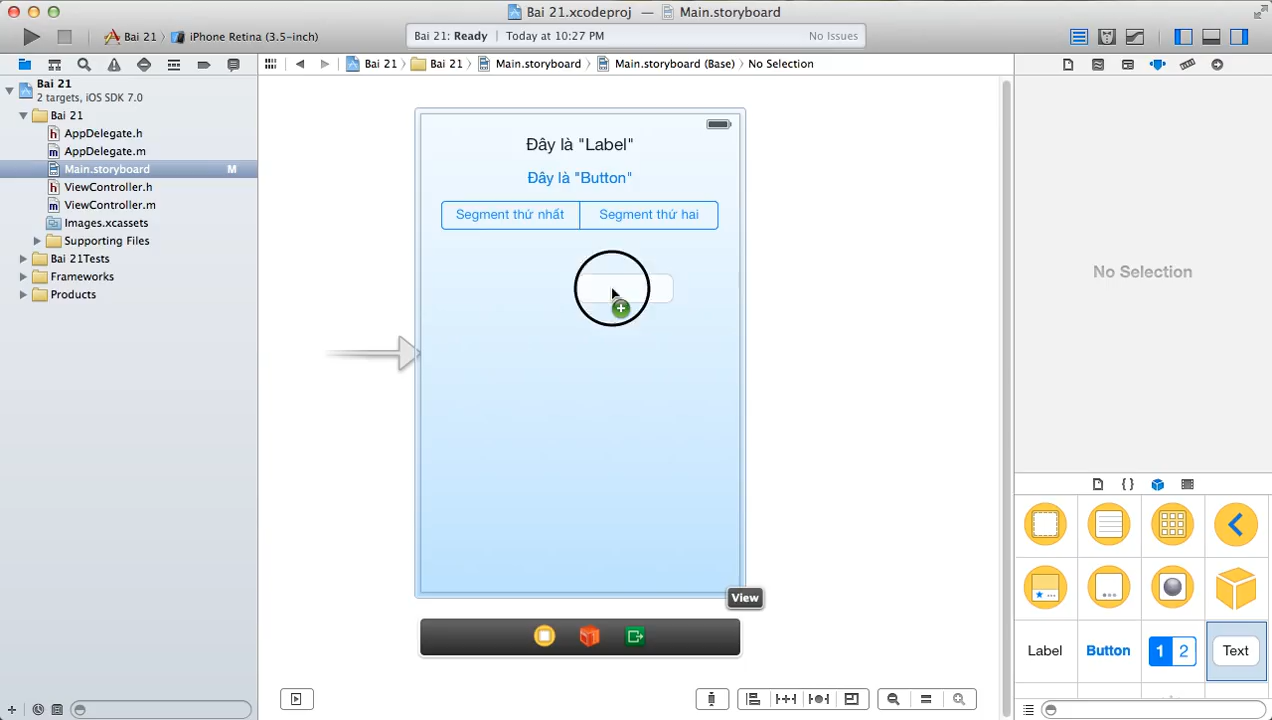 Bai 21.xcodeproj — Main.storyboard
Bai 21 iPhone Retina (3.5-inch)
Bai 21: Ready Today at 10:27 PM No Issues
Bai 21 Bai 21 Main.storyboard Main.storyboard (Base) No Selection
Bai 21
2 targets, iOS SDK 7.0
Bai 21
AppDelegate.h
AppDelegate.m
Main.storyboard M
ViewController.h
ViewController.m
Images.xcassets
Supporting Files
Bai 21Tests
Frameworks
Products
Đây là "Label"
Đây là "Button"
Segment thứ nhất Segment thứ hai
View
No Selection
Label Button 1 2 Text